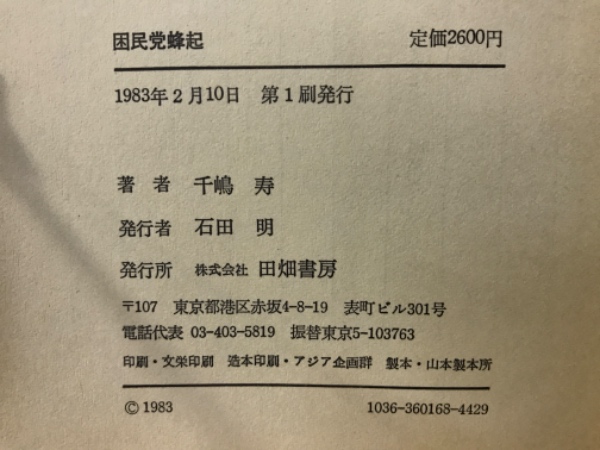 困民党蜂起 定価2600円
1983年2月10日 第1刷発行
著者 千嶋 寿
発行者 石田 明
発行所 株式会社 田畑書房
〒107 東京都港区赤坂4-8-19 表町ビル301号
電話代表 03-403-5819 振替東京5-103763
印刷・文栄印刷 造本印刷・アジア企画群 製本・山本製本所
© 1983 1036-360168-4429